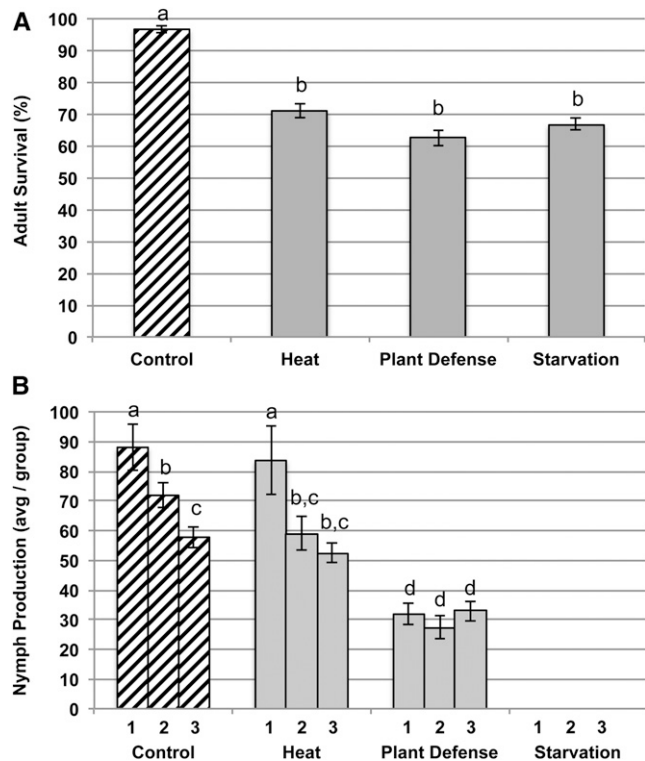 A
Adult Survival (%)
100
90
80
70
60
50
40
30
20
10
0
a
b
b
b
Control Heat Plant Defense Starvation
B
Nymph Production (avg / group)
100
90
80
70
60
50
40
30
20
10
0
a
b
c
a
b,c
b,c
d
d
d
1 2 3 1 2 3 1 2 3 1 2 3
Control Heat Plant Defense Starvation